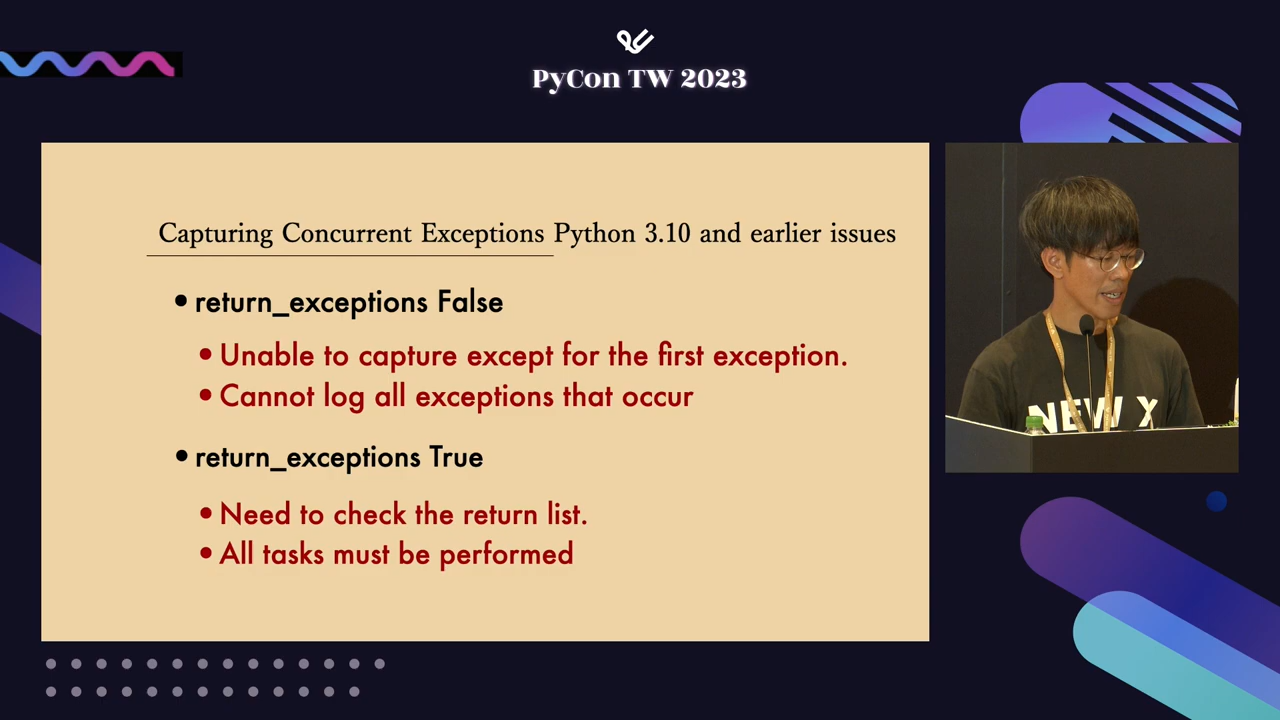 PyCon TW 2023
Capturing Concurrent Exceptions Python 3.10 and earlier issues
• return_exceptions False
• Unable to capture except for the first exception.
• Cannot log all exceptions that occur
• return_exceptions True
• Need to check the return list.
• All tasks must be performed
NEW X